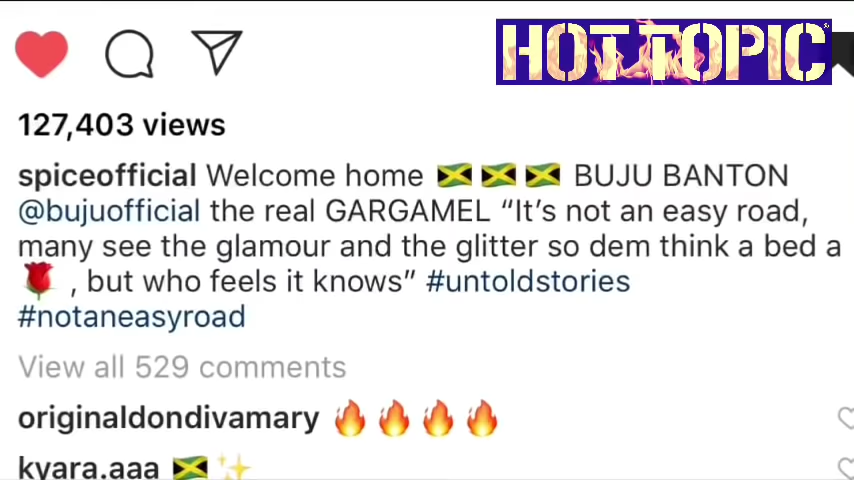 HOT TOPIC
127,403 views
spiceofficial Welcome home 🇯🇲🇯🇲🇯🇲 BUJU BANTON
@bujuofficial the real GARGAMEL “It’s not an easy road,
many see the glamour and the glitter so dem think a bed a
🌹 , but who feels it knows” #untoldstories
#notaneasyroad
View all 529 comments
originaldondivamary 🔥🔥🔥🔥
kyara.aaa 🇯🇲✨